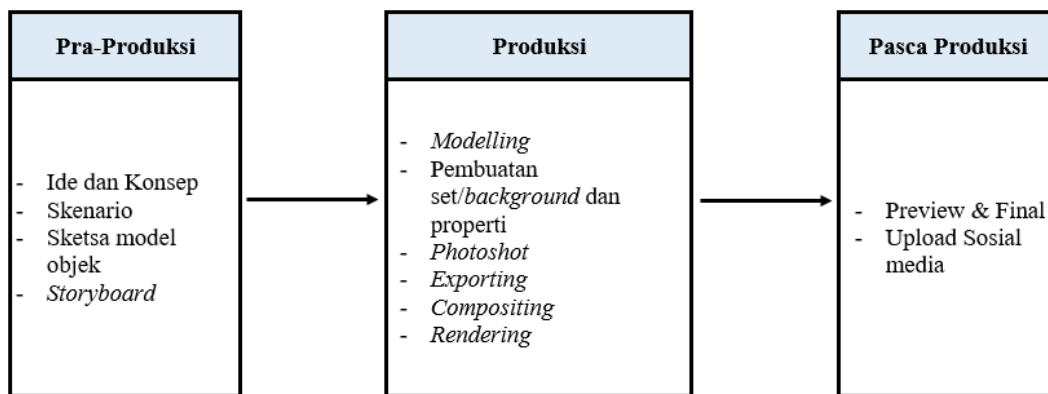 Pra-Produksi
- Ide dan Konsep
- Skenario
- Sketsa model
objek
- Storyboard
Produksi
- Modelling
- Pembuatan
set/background dan
properti
- Photoshot
- Exporting
- Compositing
- Rendering
Pasca Produksi
- Preview & Final
- Upload Sosial
media